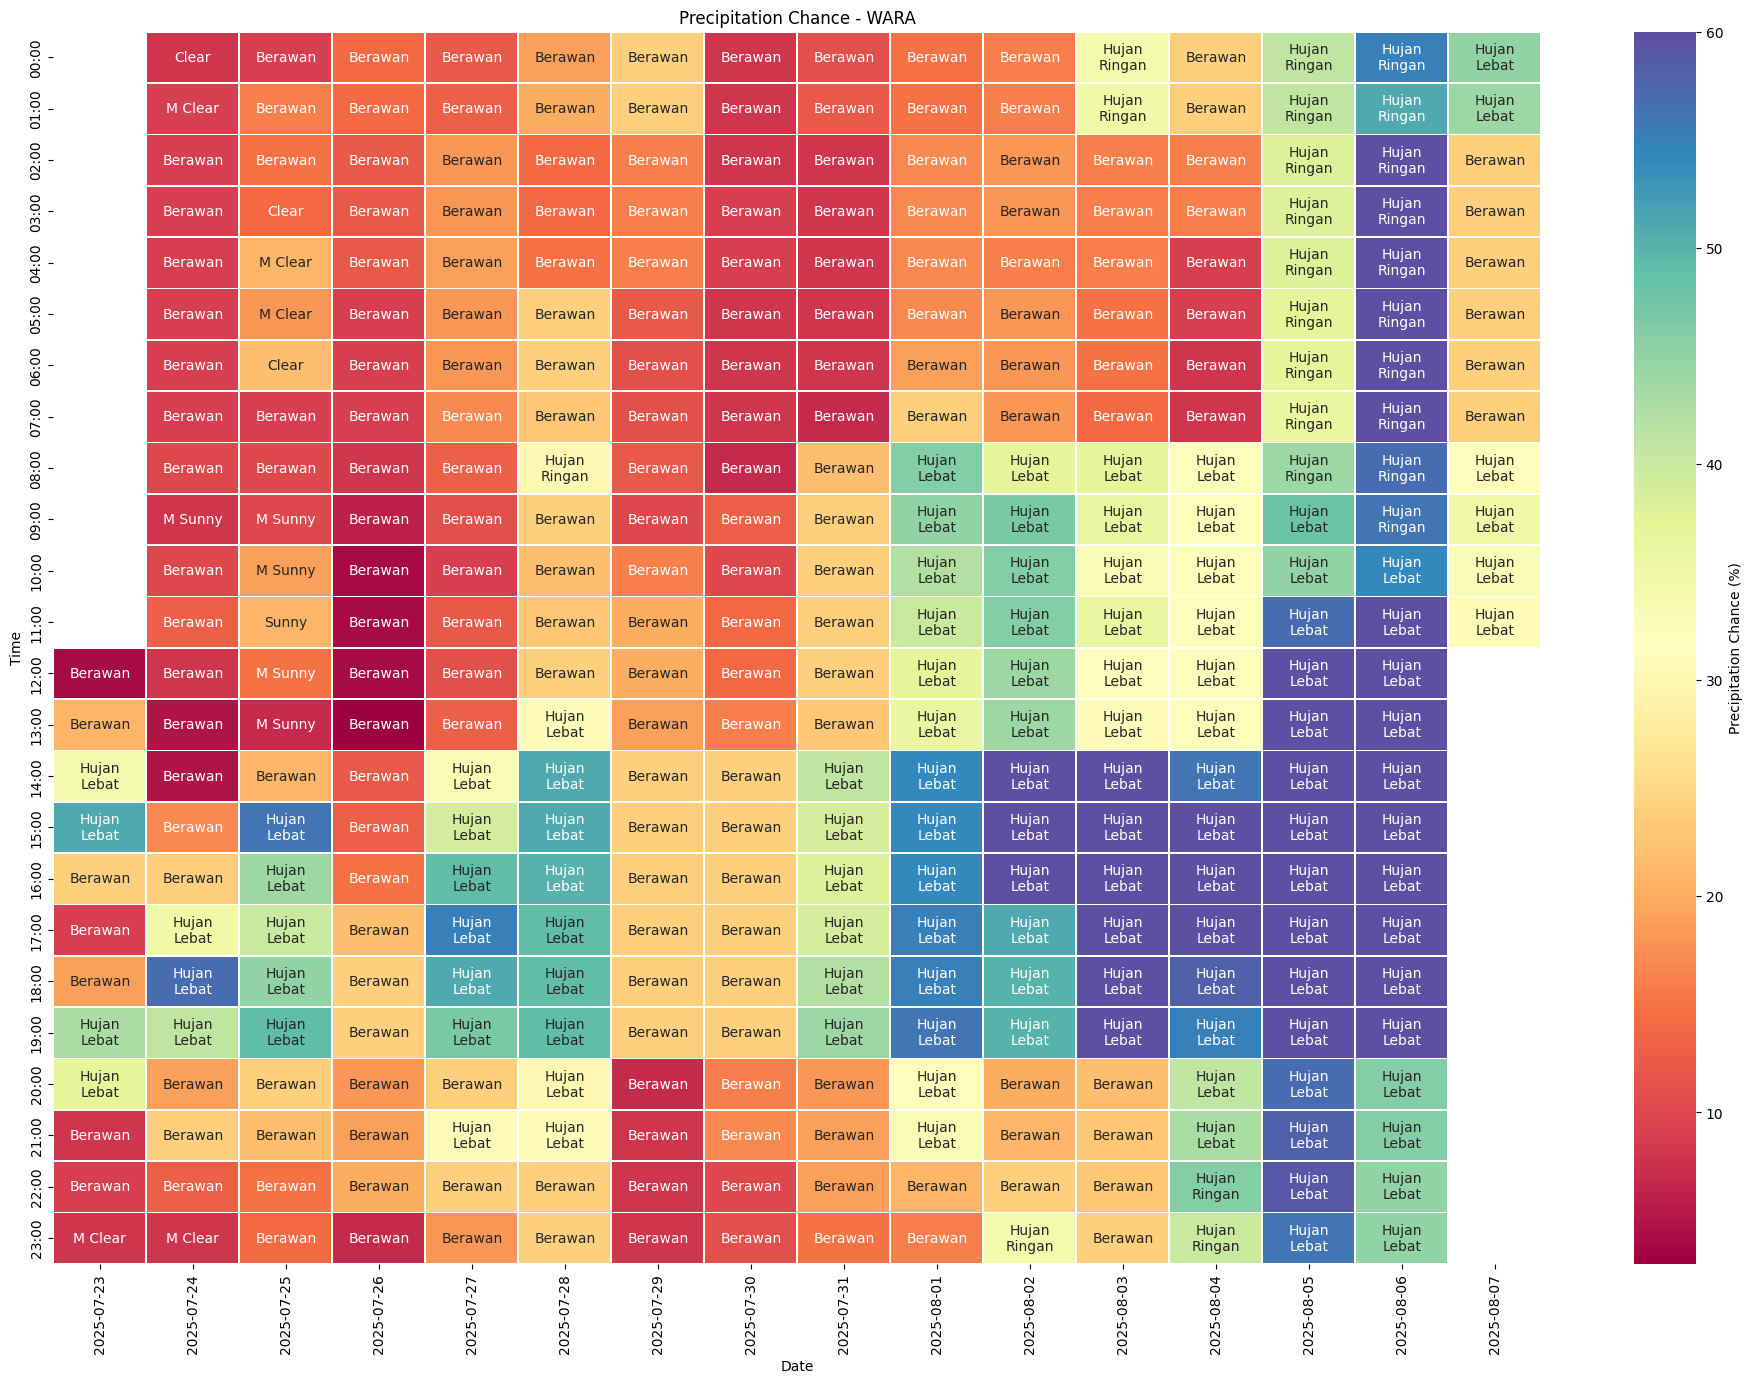 Precipitation Chance - WARA
00:00 Clear Berawan Berawan Berawan Berawan Berawan Berawan Berawan Berawan Berawan Hujan Ringan Berawan Hujan Ringan Hujan Ringan Hujan Lebat
01:00 M Clear Berawan Berawan Berawan Berawan Berawan Berawan Berawan Berawan Berawan Hujan Ringan Berawan Hujan Ringan Hujan Ringan Hujan Lebat
02:00 Berawan Berawan Berawan Berawan Berawan Berawan Berawan Berawan Berawan Berawan Berawan Berawan Hujan Ringan Hujan Ringan Berawan
03:00 Berawan Clear Berawan Berawan Berawan Berawan Berawan Berawan Berawan Berawan Berawan Berawan Hujan Ringan Hujan Ringan Berawan
04:00 Berawan M Clear Berawan Berawan Berawan Berawan Berawan Berawan Berawan Berawan Berawan Berawan Hujan Ringan Hujan Ringan Berawan
05:00 Berawan M Clear Berawan Berawan Berawan Berawan Berawan Berawan Berawan Berawan Berawan Berawan Hujan Ringan Hujan Ringan Berawan
06:00 Berawan Clear Berawan Berawan Berawan Berawan Berawan Berawan Berawan Berawan Berawan Berawan Hujan Ringan Hujan Ringan Berawan
07:00 Berawan Berawan Berawan Berawan Berawan Berawan Berawan Berawan Berawan Berawan Berawan Berawan Hujan Ringan Hujan Ringan Berawan
08:00 Berawan Berawan Berawan Berawan Hujan Ringan Berawan Berawan Berawan Hujan Lebat Hujan Lebat Hujan Lebat Hujan Lebat Hujan Ringan Hujan Ringan Hujan Lebat
09:00 M Sunny M Sunny Berawan Berawan Berawan Berawan Berawan Berawan Hujan Lebat Hujan Lebat Hujan Lebat Hujan Lebat Hujan Lebat Hujan Ringan Hujan Lebat
10:00 Berawan M Sunny Berawan Berawan Berawan Berawan Berawan Berawan Hujan Lebat Hujan Lebat Hujan Lebat Hujan Lebat Hujan Lebat Hujan Lebat Hujan Lebat
11:00 Berawan Sunny Berawan Berawan Berawan Berawan Berawan Berawan Hujan Lebat Hujan Lebat Hujan Lebat Hujan Lebat Hujan Lebat Hujan Lebat Hujan Lebat
12:00 Berawan Berawan M Sunny Berawan Berawan Berawan Berawan Berawan Berawan Hujan Lebat Hujan Lebat Hujan Lebat Hujan Lebat Hujan Lebat Hujan Lebat
13:00 Berawan Berawan M Sunny Berawan Berawan Hujan Lebat Berawan Berawan Berawan Hujan Lebat Hujan Lebat Hujan Lebat Hujan Lebat Hujan Lebat Hujan Lebat
14:00 Hujan Lebat Berawan Berawan Berawan Hujan Lebat Hujan Lebat Berawan Berawan Hujan Lebat Hujan Lebat Hujan Lebat Hujan Lebat Hujan Lebat Hujan Lebat Hujan Lebat
15:00 Hujan Lebat Berawan Hujan Lebat Berawan Hujan Lebat Hujan Lebat Berawan Berawan Hujan Lebat Hujan Lebat Hujan Lebat Hujan Lebat Hujan Lebat Hujan Lebat Hujan Lebat
16:00 Berawan Berawan Hujan Lebat Berawan Hujan Lebat Hujan Lebat Berawan Berawan Hujan Lebat Hujan Lebat Hujan Lebat Hujan Lebat Hujan Lebat Hujan Lebat Hujan Lebat
17:00 Berawan Hujan Lebat Hujan Lebat Berawan Hujan Lebat Hujan Lebat Berawan Berawan Hujan Lebat Hujan Lebat Hujan Lebat Hujan Lebat Hujan Lebat Hujan Lebat Hujan Lebat
18:00 Berawan Hujan Lebat Hujan Lebat Berawan Hujan Lebat Hujan Lebat Berawan Berawan Hujan Lebat Hujan Lebat Hujan Lebat Hujan Lebat Hujan Lebat Hujan Lebat Hujan Lebat
19:00 Hujan Lebat Hujan Lebat Hujan Lebat Berawan Hujan Lebat Hujan Lebat Berawan Berawan Hujan Lebat Hujan Lebat Hujan Lebat Hujan Lebat Hujan Lebat Hujan Lebat Hujan Lebat
20:00 Hujan Lebat Berawan Berawan Berawan Berawan Hujan Lebat Berawan Berawan Berawan Hujan Lebat Berawan Berawan Hujan Lebat Hujan Lebat Hujan Lebat
21:00 Berawan Berawan Berawan Berawan Hujan Lebat Hujan Lebat Berawan Berawan Berawan Hujan Lebat Berawan Berawan Hujan Lebat Hujan Lebat Hujan Lebat
22:00 Berawan Berawan Berawan Berawan Berawan Berawan Berawan Berawan Berawan Berawan Berawan Berawan Hujan Ringan Hujan Lebat Hujan Lebat
23:00 M Clear M Clear Berawan Berawan Berawan Berawan Berawan Berawan Berawan Berawan Hujan Ringan Berawan Hujan Ringan Hujan Lebat Hujan Lebat
Time
2025-07-23 2025-07-24 2025-07-25 2025-07-26 2025-07-27 2025-07-28 2025-07-29 2025-07-30 2025-07-31 2025-08-01 2025-08-02 2025-08-03 2025-08-04 2025-08-05 2025-08-06 2025-08-07
Date
60
50
40
30
20
10
Precipitation Chance (%)